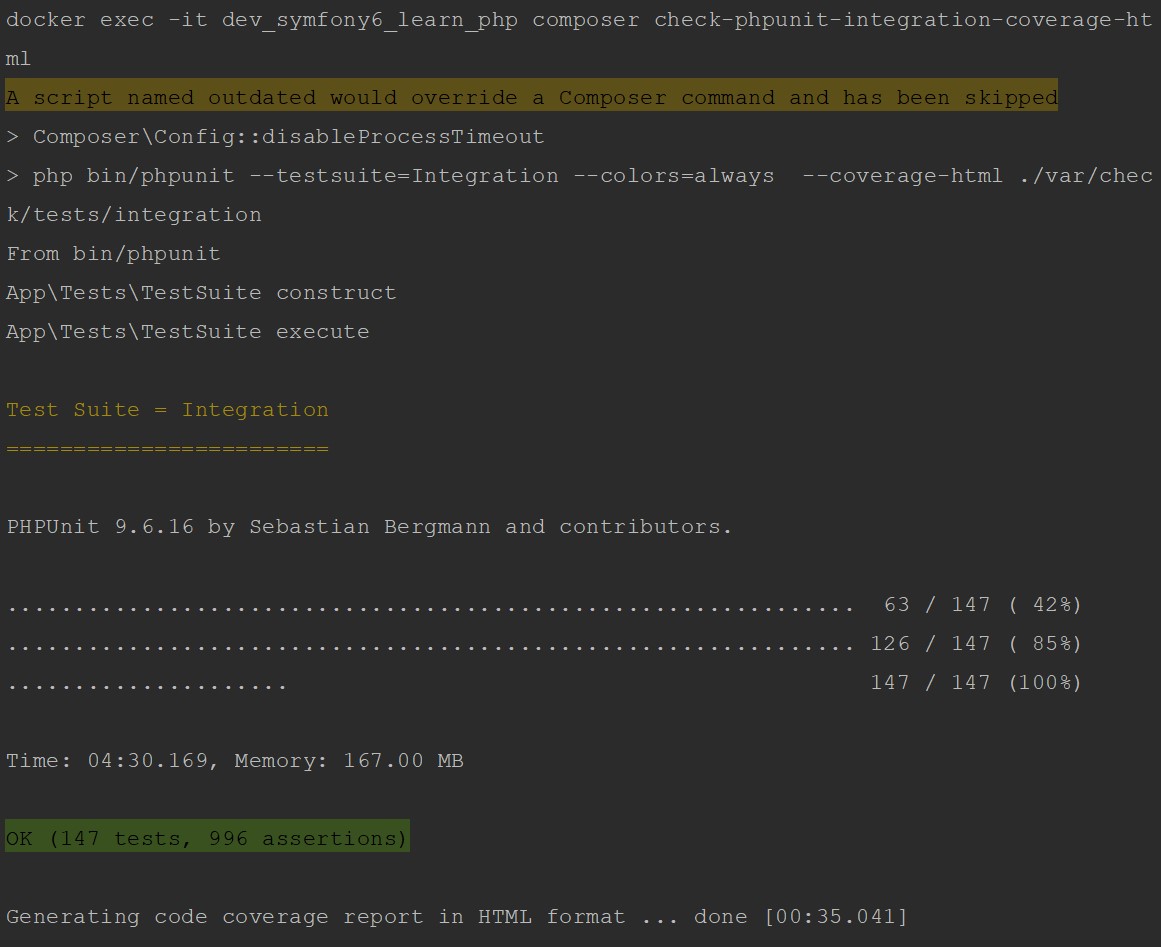 docker exec -it dev_symfony6_learn_php composer check-phpunit-integration-coverage-ht
ml
A script named outdated would override a Composer command and has been skipped
> Composer\Config::disableProcessTimeout
> php bin/phpunit --testsuite=Integration --colors=always  --coverage-html ./var/chec
k/tests/integration
From bin/phpunit
App\Tests\TestSuite construct
App\Tests\TestSuite execute
Test Suite = Integration
========================
PHPUnit 9.6.16 by Sebastian Bergmann and contributors.
...............................................................  63 / 147 ( 42%)
............................................................... 126 / 147 ( 85%)
.....................                                           147 / 147 (100%)
Time: 04:30.169, Memory: 167.00 MB
OK (147 tests, 996 assertions)
Generating code coverage report in HTML format ... done [00:35.041]